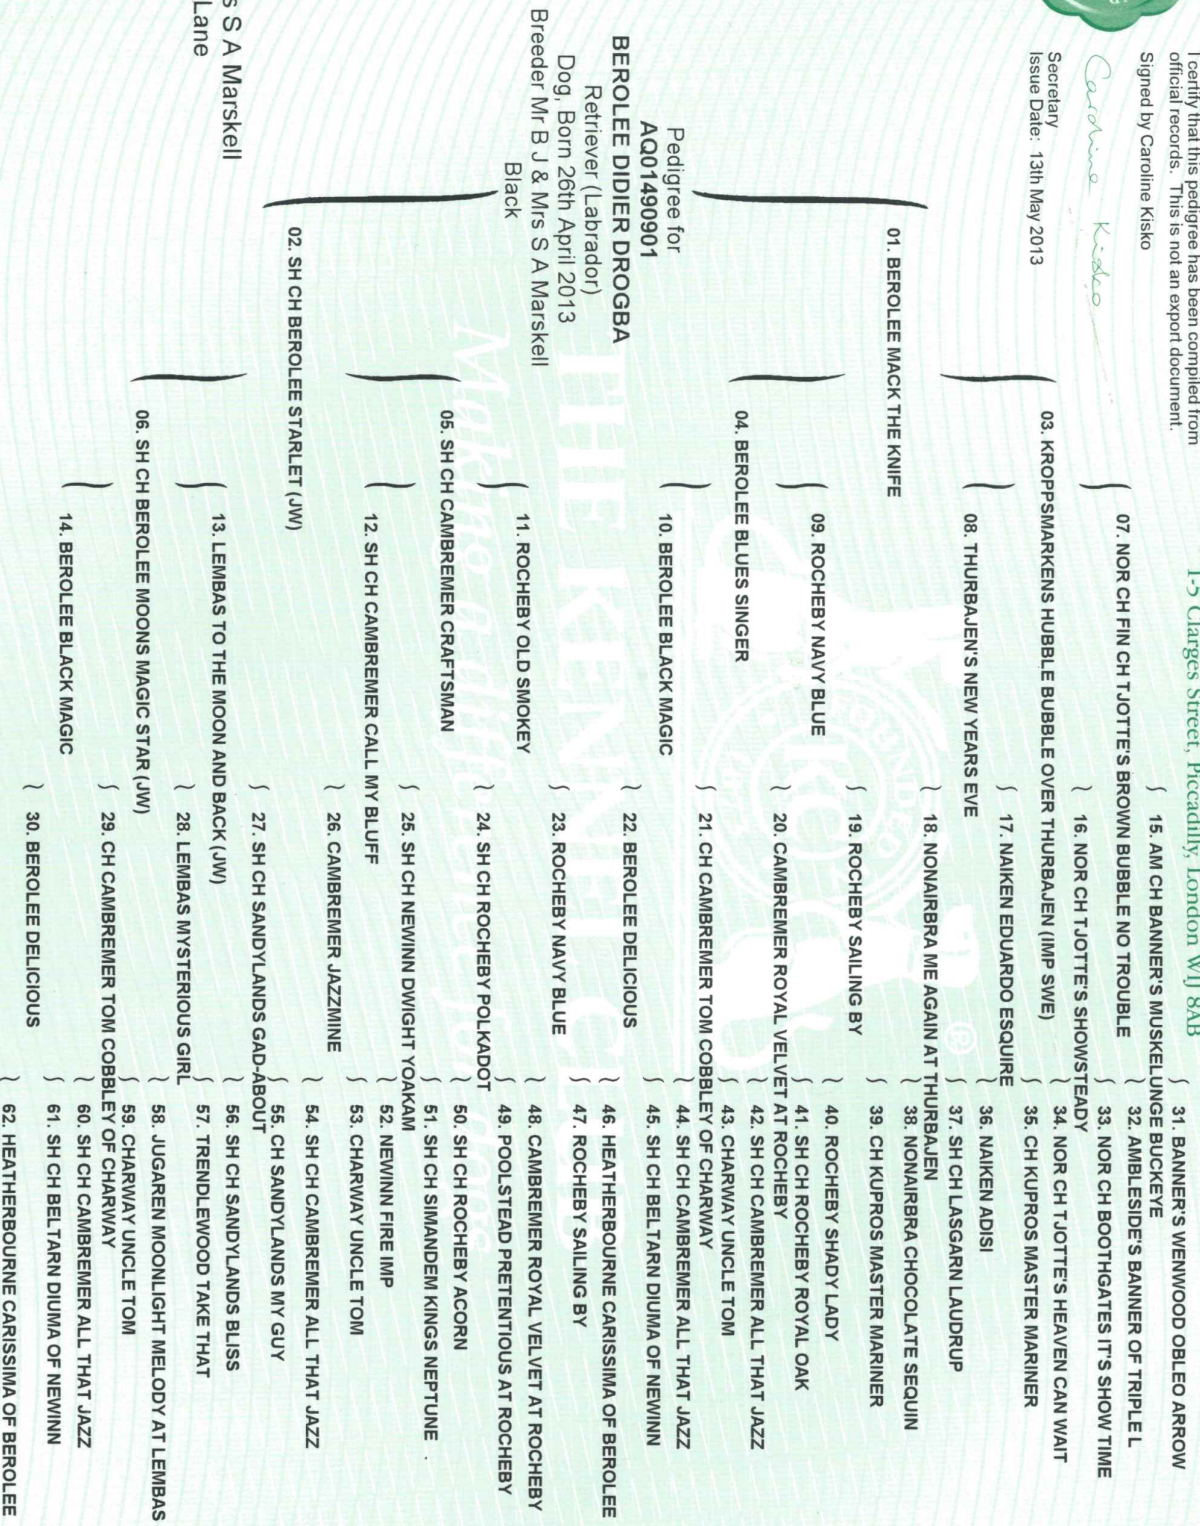 1-5 Clarges Street, Piccadilly, London W1J 8AB
I certify that this pedigree has been compiled from
official records. This is not an export document.
Signed by Caroline Kisko
Caroline Kisko
Secretary
Issue Date: 13th May 2013
Pedigree for
AQ01490901
BEROLEE DIDIER DROGBA
Retriever (Labrador)
Dog, Born 26th April 2013
Breeder Mr B J & Mrs S A Marskell
Black
S A Marskell
Lane
THE KENNEL CLUB
FOUNDED
KC
®
01. BEROLEE MACK THE KNIFE
02. SH CH BEROLEE STARLET (JW)
03. KROPPSMARKENS HUBBLE BUBBLE OVER THURBAJEN (IMP SWE)
04. BEROLEE BLUES SINGER
05. SH CH CAMBREMER CRAFTSMAN
06. SH CH BEROLEE MOONS MAGIC STAR (JW)
07. NOR CH FIN CH TJOTTE'S BROWN BUBBLE NO TROUBLE
08. THURBAJEN'S NEW YEARS EVE
09. ROCHEBY NAVY BLUE
10. BEROLEE BLACK MAGIC
11. ROCHEBY OLD SMOKEY
12. SH CH CAMBREMER CALL MY BLUFF
13. LEMBAS TO THE MOON AND BACK (JW)
14. BEROLEE BLACK MAGIC
15. AM CH BANNER'S MUSKELUNGE BUCKEYE
16. NOR CH TJOTTE'S SHOWSTEADY
17. NAIKEN EDUARDO ESQUIRE
18. NONAIRBRA ME AGAIN AT THURBAJEN
19. ROCHEBY SAILING BY
20. CAMBREMER ROYAL VELVET AT ROCHEBY
21. CH CAMBREMER TOM COBBLEY OF CHARWAY
22. BEROLEE DELICIOUS
23. ROCHEBY NAVY BLUE
24. SH CH ROCHEBY POLKADOT
25. SH CH NEWINN DWIGHT YOAKAM
26. CAMBREMER JAZZMINE
27. SH CH SANDYLANDS GAD-ABOUT
28. LEMBAS MYSTERIOUS GIRL
29. CH CAMBREMER TOM COBBLEY OF CHARWAY
30. BEROLEE DELICIOUS
31. BANNER'S WENWOOD OBLEO ARROW
32. AMBLESIDE'S BANNER OF TRIPLE L
33. NOR CH BOOTHGATES IT'S SHOW TIME
34. NOR CH TJOTTE'S HEAVEN CAN WAIT
35. CH KUPROS MASTER MARINER
36. NAIKEN ADISI
37. SH CH LASGARN LAUDRUP
38. NONAIRBRA CHOCOLATE SEQUIN
39. CH KUPROS MASTER MARINER
40. ROCHEBY SHADY LADY
41. SH CH ROCHEBY ROYAL OAK
42. SH CH CAMBREMER ALL THAT JAZZ
43. CHARWAY UNCLE TOM
44. SH CH CAMBREMER ALL THAT JAZZ
45. SH CH BELTARN DIUMA OF NEWINN
46. HEATHERBOURNE CARISSIMA OF BEROLEE
47. ROCHEBY SAILING BY
48. CAMBREMER ROYAL VELVET AT ROCHEBY
49. POOLSTEAD PRETENTIOUS AT ROCHEBY
50. SH CH ROCHEBY ACORN
51. SH CH SIMANDEM KINGS NEPTUNE
52. NEWINN FIRE IMP
53. CHARWAY UNCLE TOM
54. SH CH CAMBREMER ALL THAT JAZZ
55. CH SANDYLANDS MY GUY
56. SH CH SANDYLANDS BLISS
57. TRENDLEWOOD TAKE THAT
58. JUGAREN MOONLIGHT MELODY AT LEMBAS
59. CHARWAY UNCLE TOM
60. SH CH CAMBREMER ALL THAT JAZZ
61. SH CH BELTARN DIUMA OF NEWINN
62. HEATHERBOURNE CARISSIMA OF BEROLEE